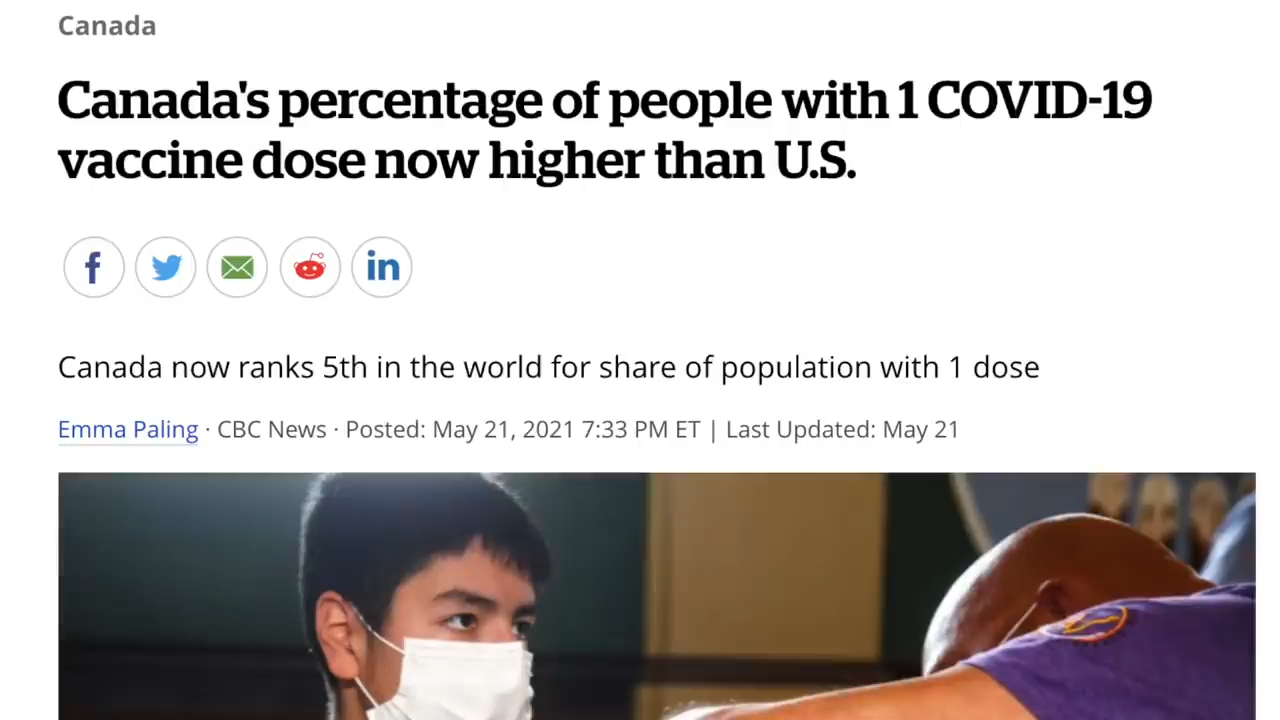 Canada
Canada's percentage of people with 1 COVID-19
vaccine dose now higher than U.S.
f
in
Canada now ranks 5th in the world for share of population with 1 dose
Emma Paling · CBC News · Posted: May 21, 2021 7:33 PM ET | Last Updated: May 21